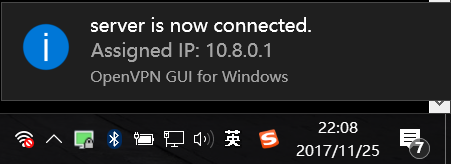 server is now connected.
Assigned IP: 10.8.0.1
OpenVPN GUI for Windows
英
S
22:08
2017/11/25
7